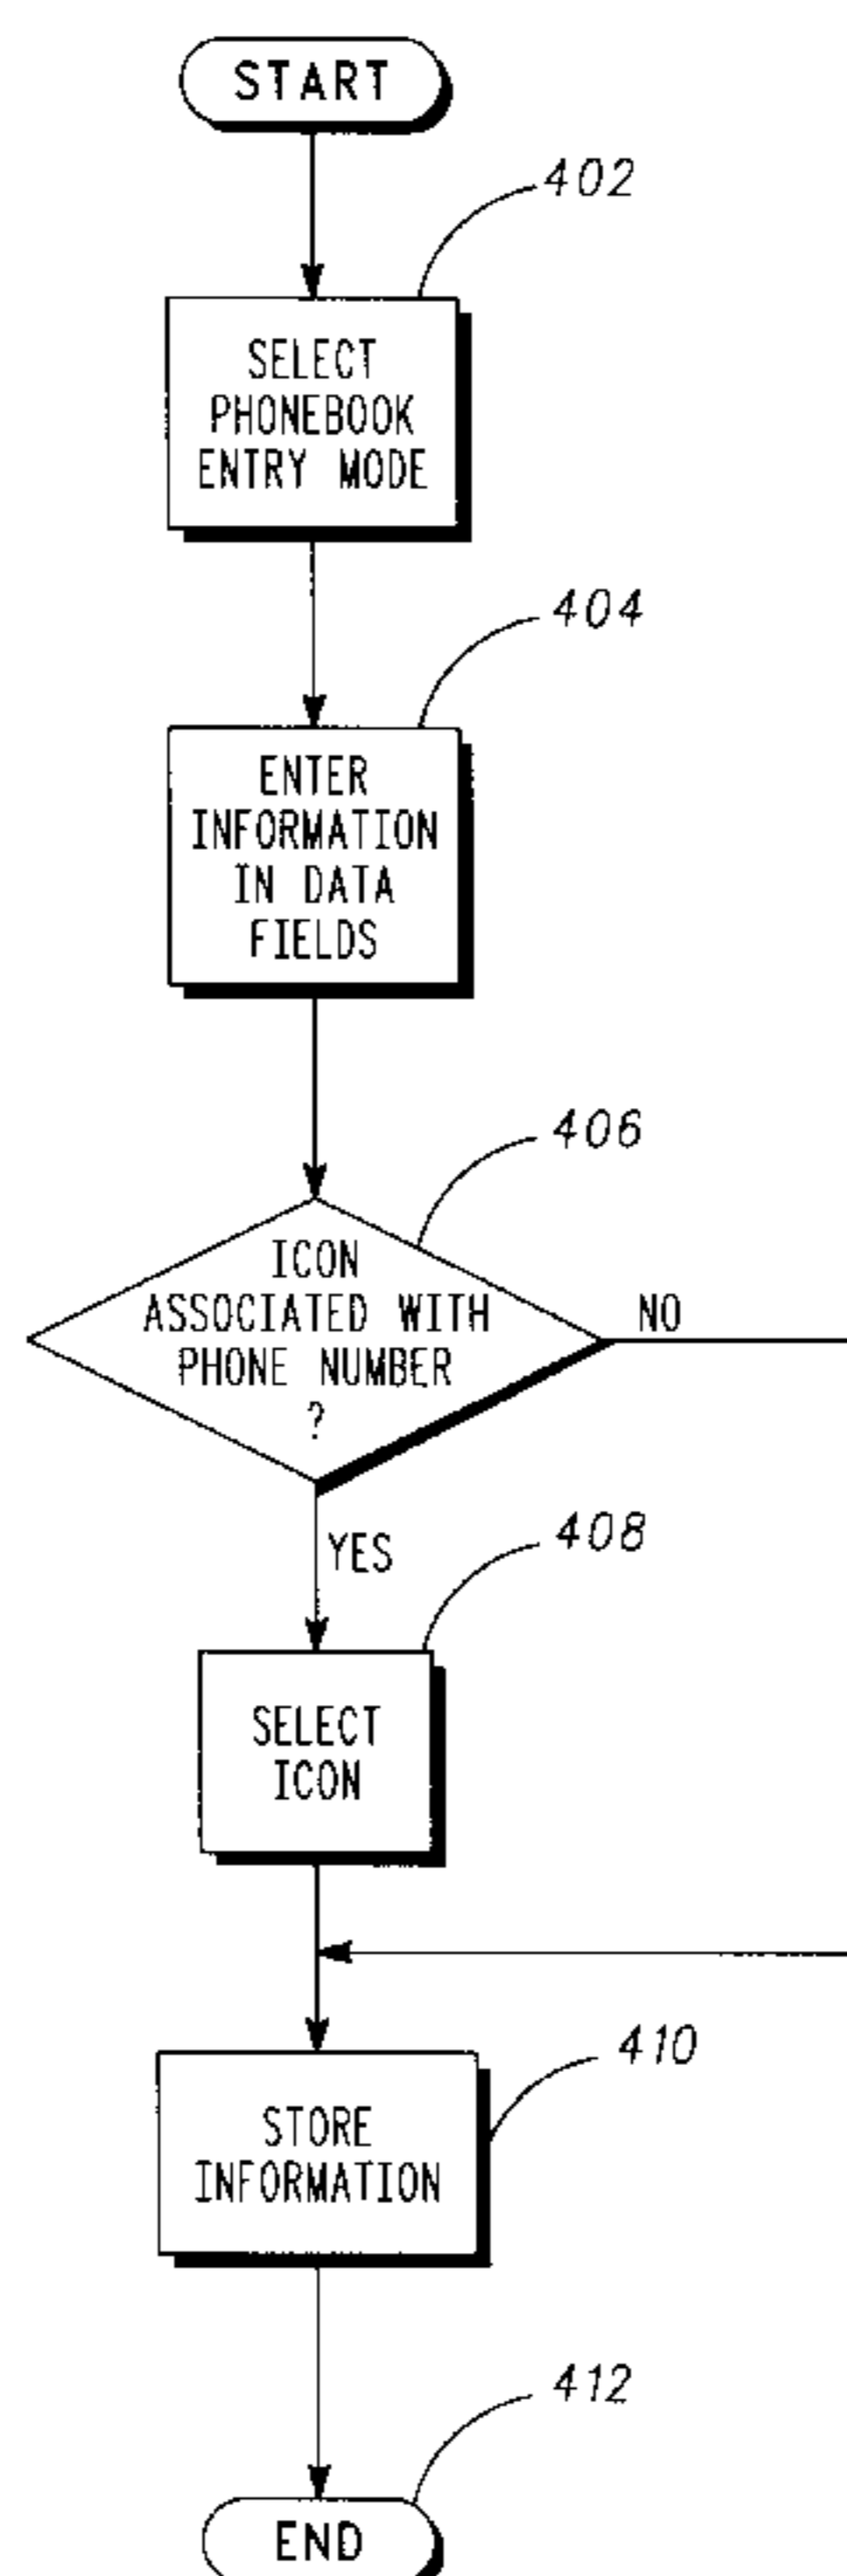 START
402
SELECT
PHONEBOOK
ENTRY MODE
404
ENTER
INFORMATION
IN DATA
FIELDS
406
ICON
ASSOCIATED WITH
PHONE NUMBER
?
NO
YES
408
SELECT
ICON
410
STORE
INFORMATION
412
END